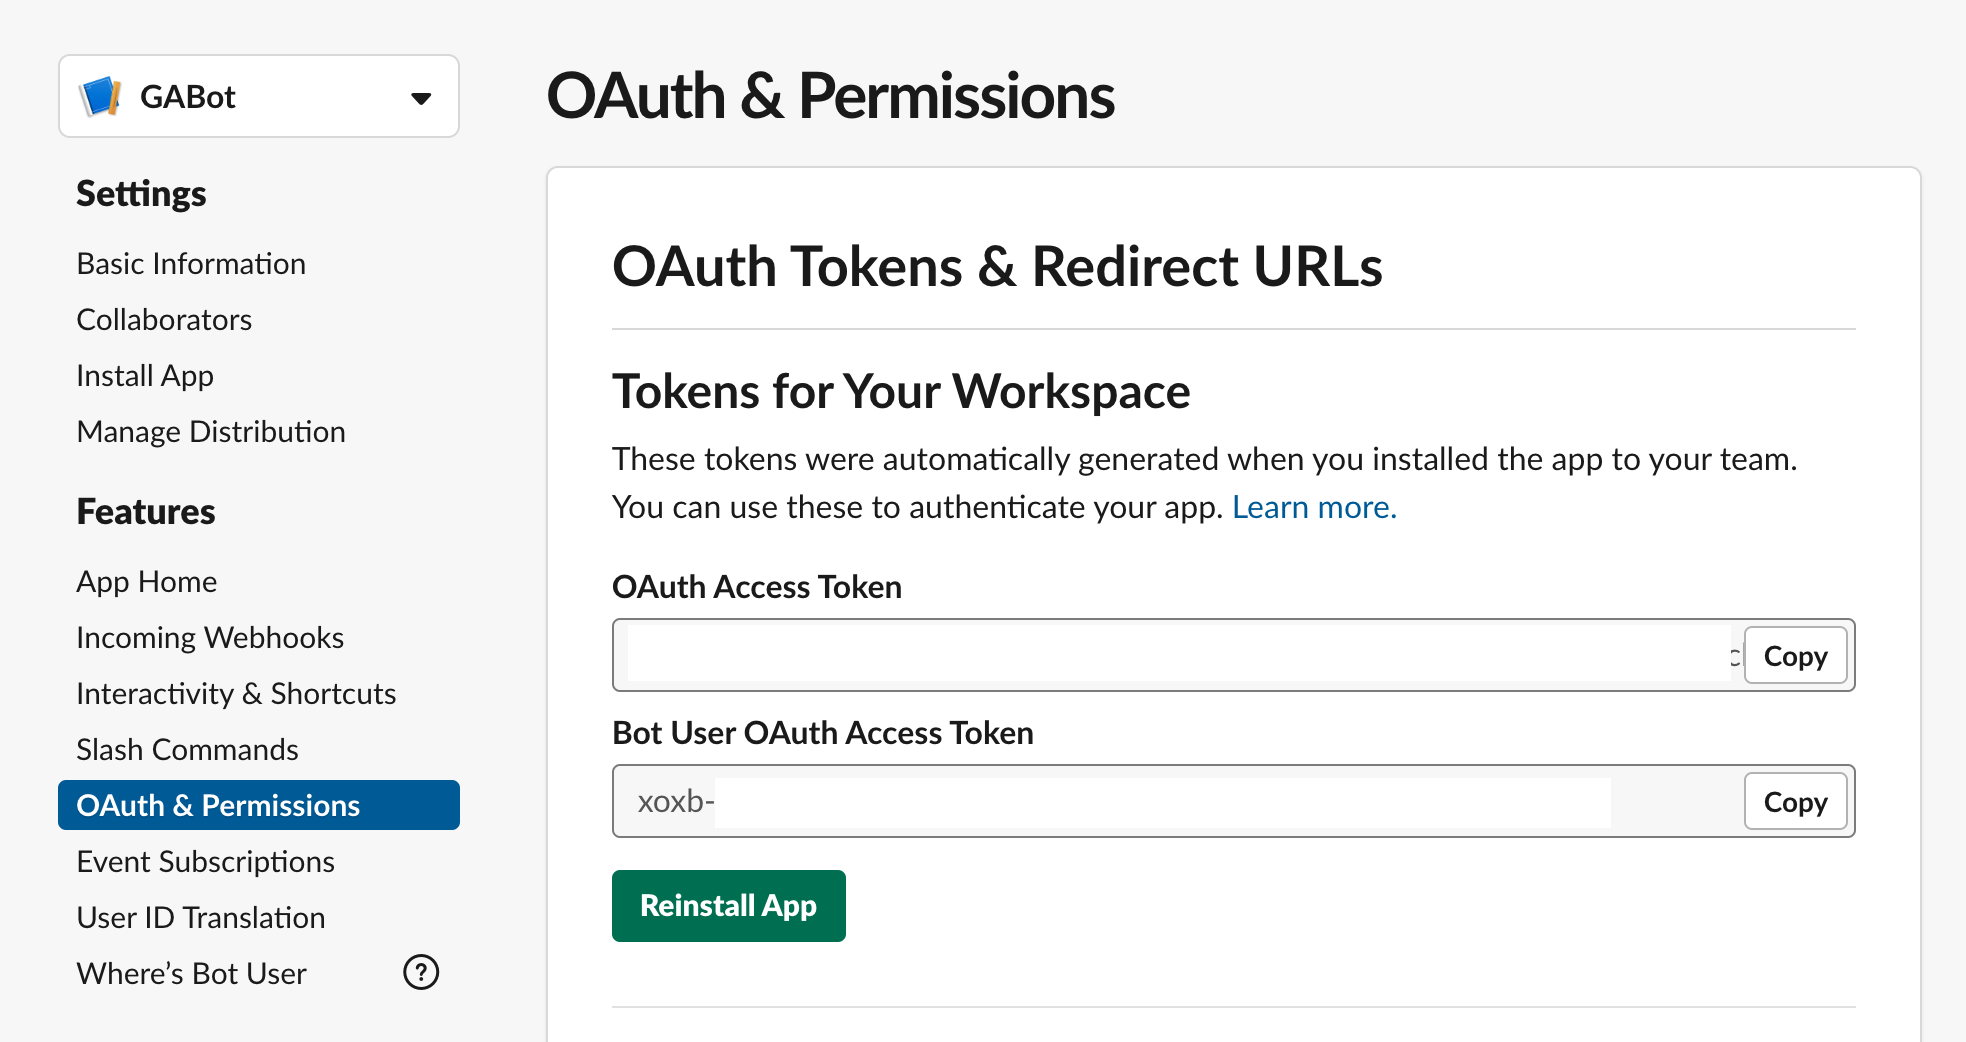 GABot
Settings
Basic Information
Collaborators
Install App
Manage Distribution
Features
App Home
Incoming Webhooks
Interactivity & Shortcuts
Slash Commands
OAuth & Permissions
Event Subscriptions
User ID Translation
Where's Bot User
?
OAuth & Permissions
OAuth Tokens & Redirect URLs
Tokens for Your Workspace
These tokens were automatically generated when you installed the app to your team.
You can use these to authenticate your app. Learn more.
OAuth Access Token
Copy
Bot User OAuth Access Token
xoxb-
Copy
Reinstall App